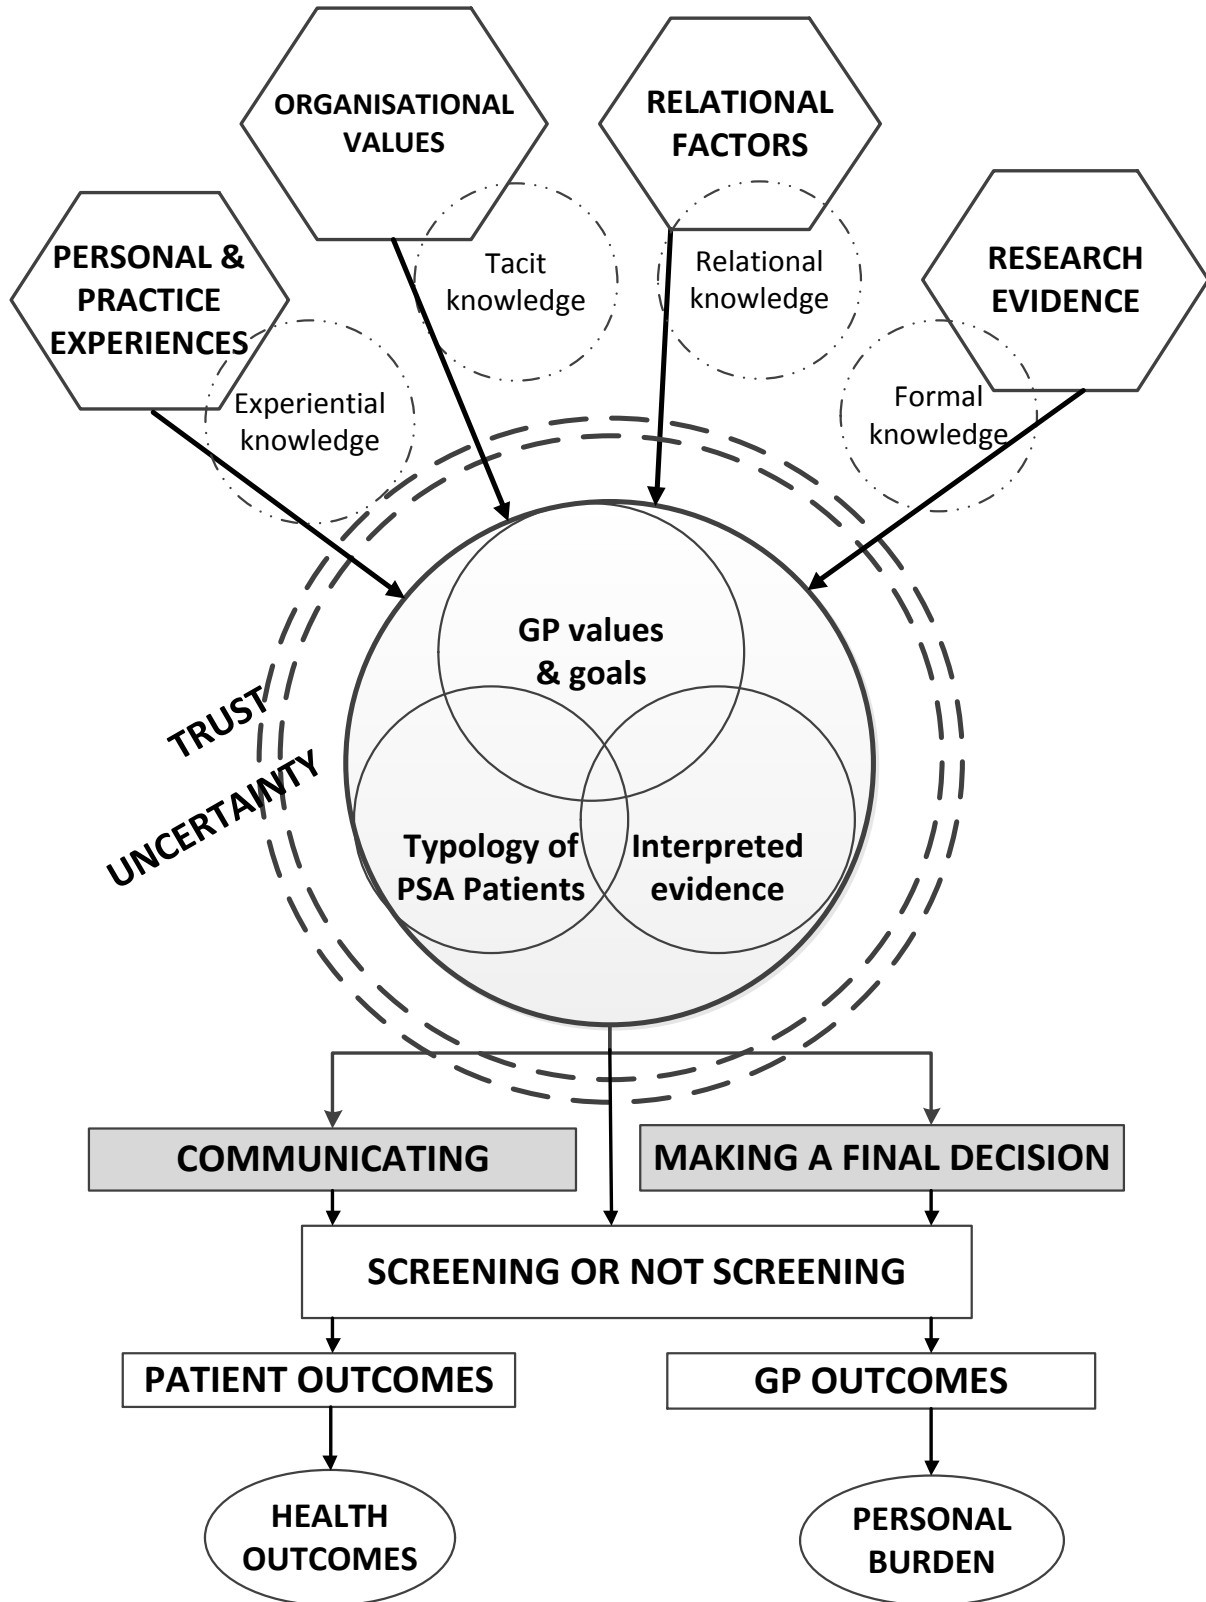 ORGANISATIONAL
VALUES
RELATIONAL
FACTORS
PERSONAL &
PRACTICE
EXPERIENCES
RESEARCH
EVIDENCE
Tacit
knowledge
Relational
knowledge
Experiential
knowledge
Formal
knowledge
GP values
& goals
TRUST
UNCERTAINTY
Typology of
PSA Patients
Interpreted
evidence
COMMUNICATING
MAKING A FINAL DECISION
SCREENING OR NOT SCREENING
PATIENT OUTCOMES
GP OUTCOMES
HEALTH
OUTCOMES
PERSONAL
BURDEN